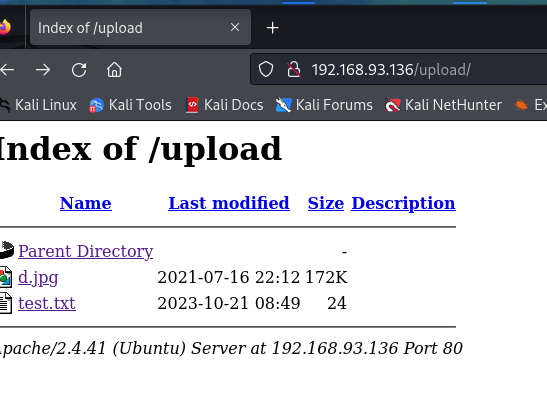 Index of /upload
192.168.93.136/upload/
Kali Linux Kali Tools Kali Docs Kali Forums Kali NetHunter Ex
Index of /upload
Name Last modified Size Description
Parent Directory -
d.jpg 2021-07-16 22:12 172K
test.txt 2023-10-21 08:49 24
Apache/2.4.41 (Ubuntu) Server at 192.168.93.136 Port 80